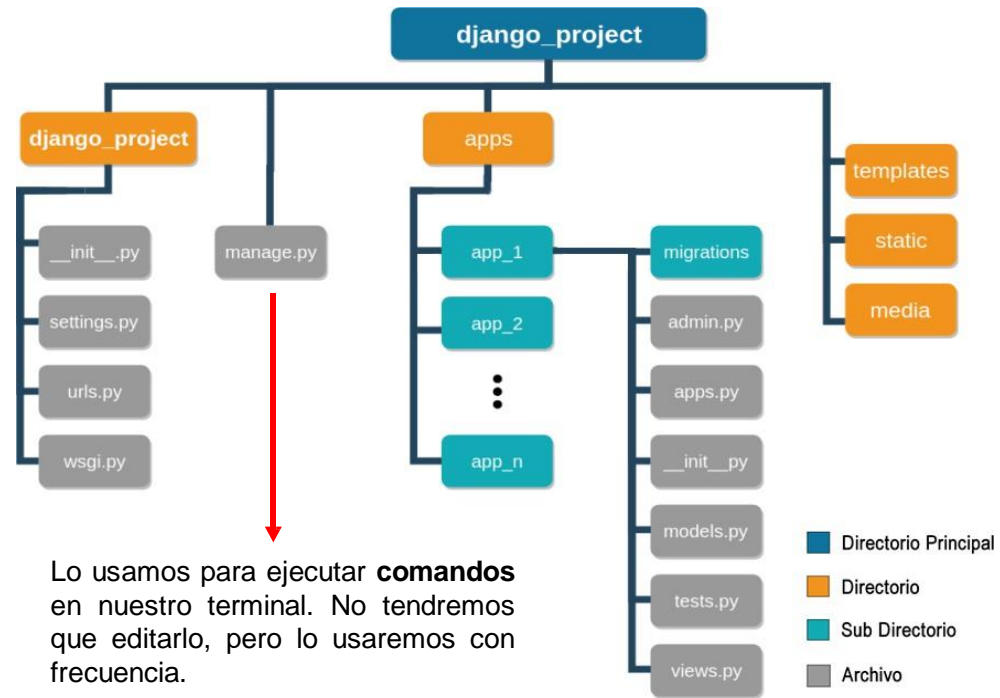 django_project
django_project
apps
templates
static
media
__init__.py
settings.py
urls.py
wsgi.py
manage.py
app_1
app_2
app_n
migrations
admin.py
apps.py
__init__py
models.py
tests.py
views.py
Lo usamos para ejecutar comandos
en nuestro terminal. No tendremos
que editarlo, pero lo usaremos con
frecuencia.
Directorio Principal
Directorio
Sub Directorio
Archivo